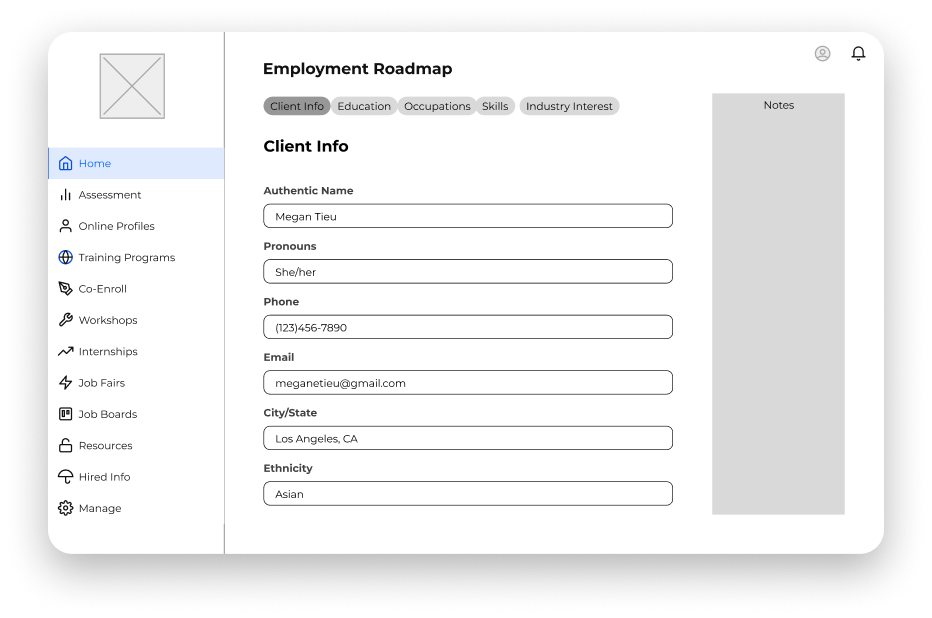 Home
Assessment
Online Profiles
Training Programs
Co-Enroll
Workshops
Internships
Job Fairs
Job Boards
Resources
Hired Info
Manage
Employment Roadmap
Client Info Education Occupations Skills Industry Interest
Client Info
Authentic Name
Megan Tieu
Pronouns
She/her
Phone
(123)456-7890
Email
meganetieu@gmail.com
City/State
Los Angeles, CA
Ethnicity
Asian
Notes